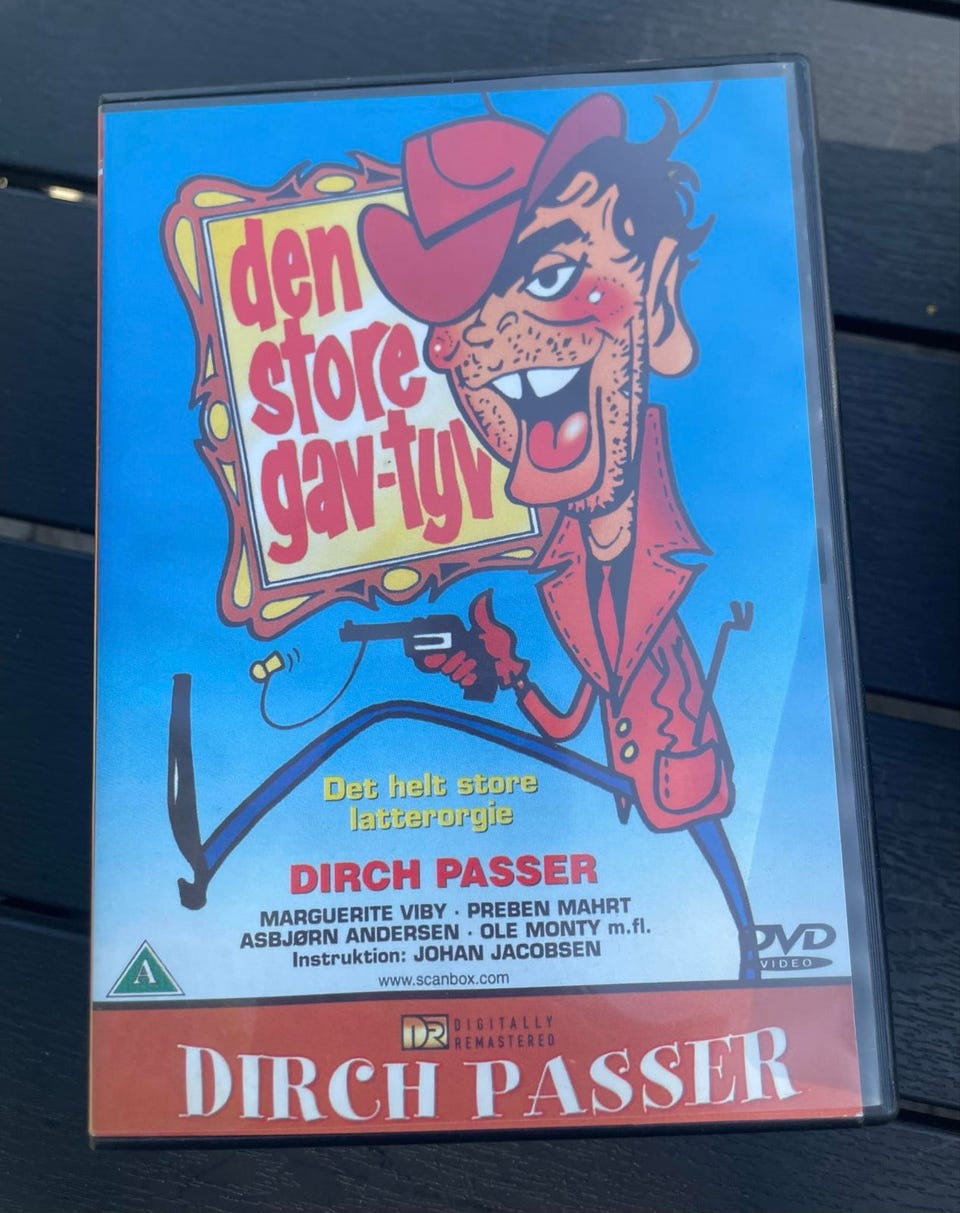 den
store
gav-tyv
Det helt store
latterorgie
DIRCH PASSER
MARGUERITE VIBY · PREBEN MAHRT
ASBJØRN ANDERSEN · OLE MONTY m.fl.
Instruktion: JOHAN JACOBSEN
www.scanbox.com
A
DVD
VIDEO
DR DIGITALLY
REMASTERED
DIRCH PASSER